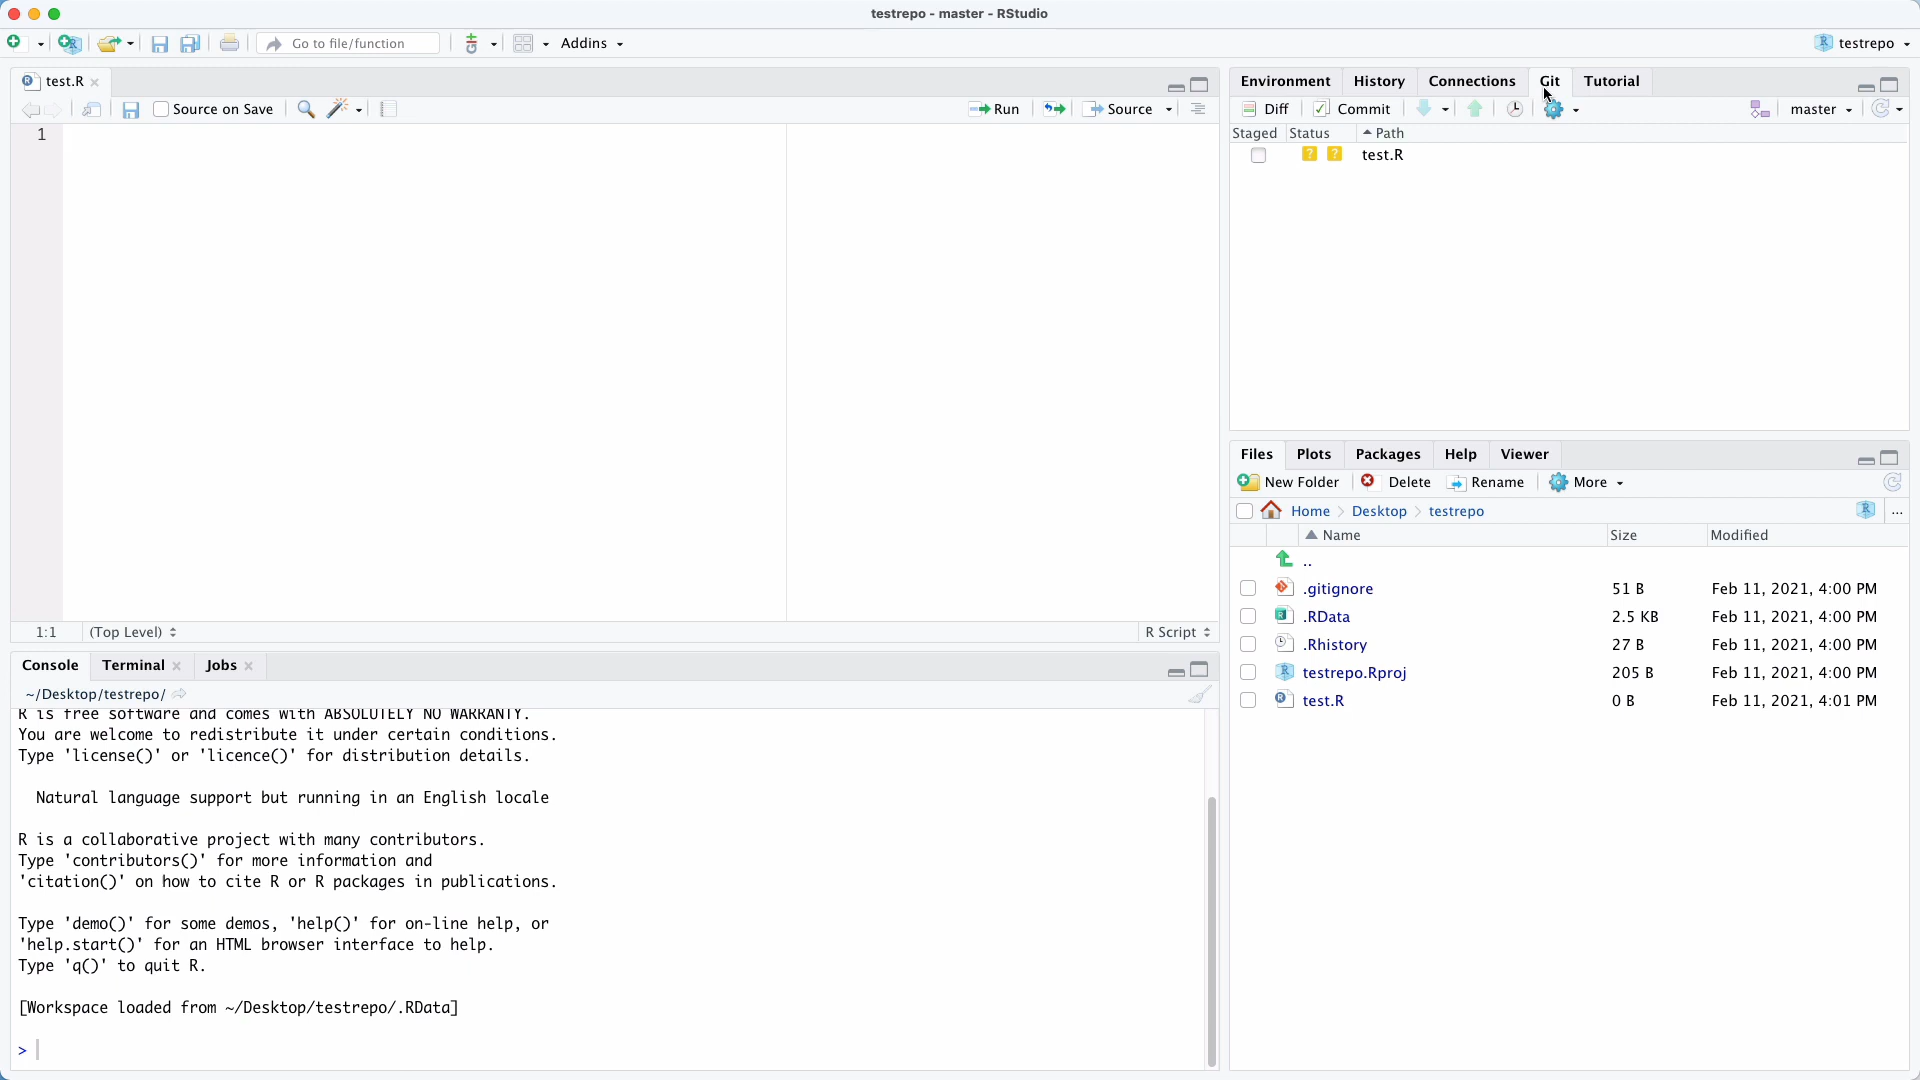 testrepo - master - RStudio
Go to file/function
Addins
testrepo
test.R
Source on Save
Run
Source
1
1:1
(Top Level)
R Script
Console
Terminal
Jobs
~/Desktop/testrepo/
R is free software and comes with ABSOLUTELY NO WARRANTY.
You are welcome to redistribute it under certain conditions.
Type 'license()' or 'licence()' for distribution details.
Natural language support but running in an English locale
R is a collaborative project with many contributors.
Type 'contributors()' for more information and
'citation()' on how to cite R or R packages in publications.
Type 'demo()' for some demos, 'help()' for on-line help, or
'help.start()' for an HTML browser interface to help.
Type 'q()' to quit R.
[Workspace loaded from ~/Desktop/testrepo/.RData]
>
Environment
History
Connections
Git
Tutorial
Diff
Commit
master
Staged Status Path
? ? test.R
Files
Plots
Packages
Help
Viewer
New Folder
Delete
Rename
More
Home
Desktop
testrepo
...
Name Size Modified
..
.gitignore 51 B Feb 11, 2021, 4:00 PM
.RData 2.5 KB Feb 11, 2021, 4:00 PM
.Rhistory 27 B Feb 11, 2021, 4:00 PM
testrepo.Rproj 205 B Feb 11, 2021, 4:00 PM
test.R 0 B Feb 11, 2021, 4:01 PM